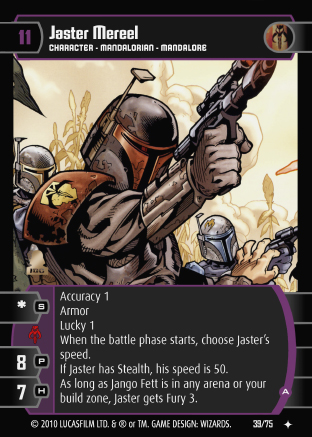 11
Jaster Mereel
CHARACTER - MANDALORIAN - MANDALORE
* S
8 P
7 H
Accuracy 1
Armor
Lucky 1
When the battle phase starts, choose Jaster's
speed.
If Jaster has Stealth, his speed is 50.
As long as Jango Fett is in any arena or your
build zone, Jaster gets Fury 3.
A
© 2010 LUCASFILM LTD. & ® or TM. GAME DESIGN: WIZARDS.
39/75